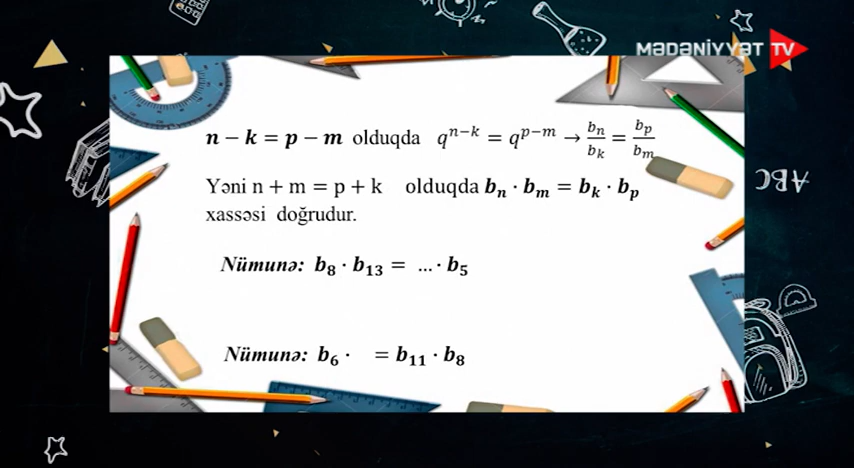 MƏDƏNİYYƏT TV
n − k = p − m olduqda q^{n−k} = q^{p−m} → b_n/b_k = b_p/b_m
Yəni n + m = p + k olduqda b_n · b_m = b_k · b_p
xassəsi doğrudur.
Nümunə: b_8 · b_13 = ... · b_5
Nümunə: b_6 · = b_11 · b_8
ABC